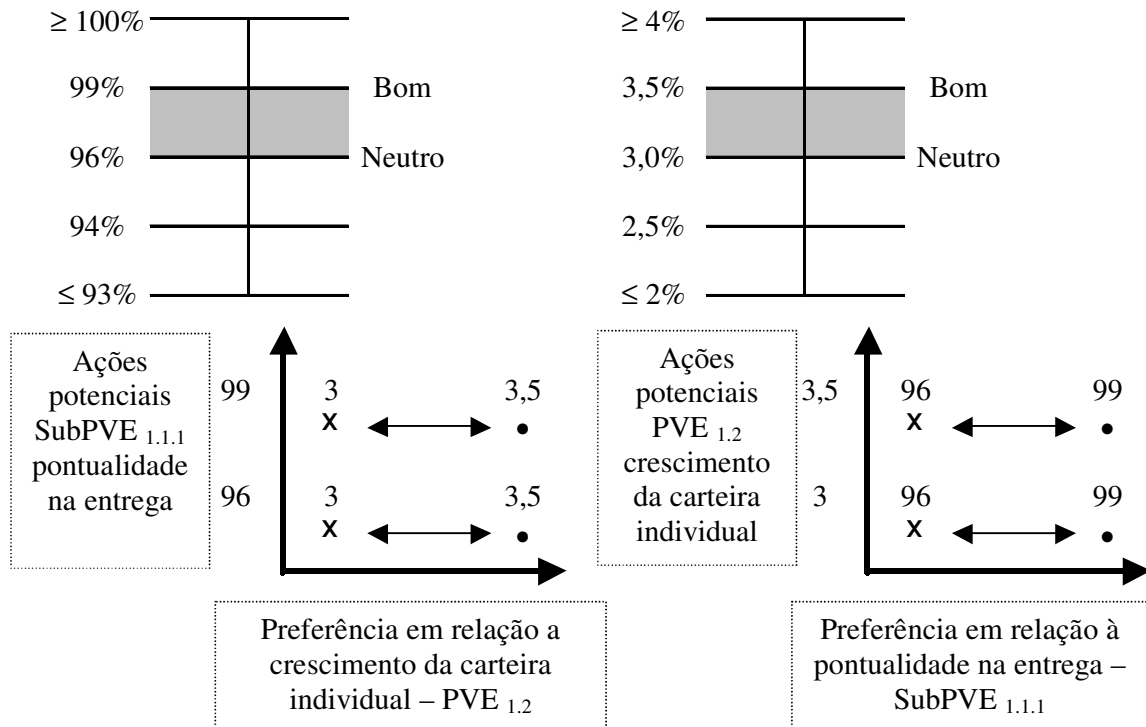 ≥ 100%
99%
Bom
96%
Neutro
94%
≤ 93%
≥ 4%
3,5%
Bom
3,0%
Neutro
2,5%
≤ 2%
Ações
potenciais
SubPVE 1.1.1
pontualidade
na entrega
99
3
3,5
x
96
3
3,5
x
Preferência em relação a
crescimento da carteira
individual – PVE 1.2
Ações
potenciais
PVE 1.2
crescimento
da carteira
individual
3,5
96
99
x
3
96
99
x
Preferência em relação à
pontualidade na entrega –
SubPVE 1.1.1